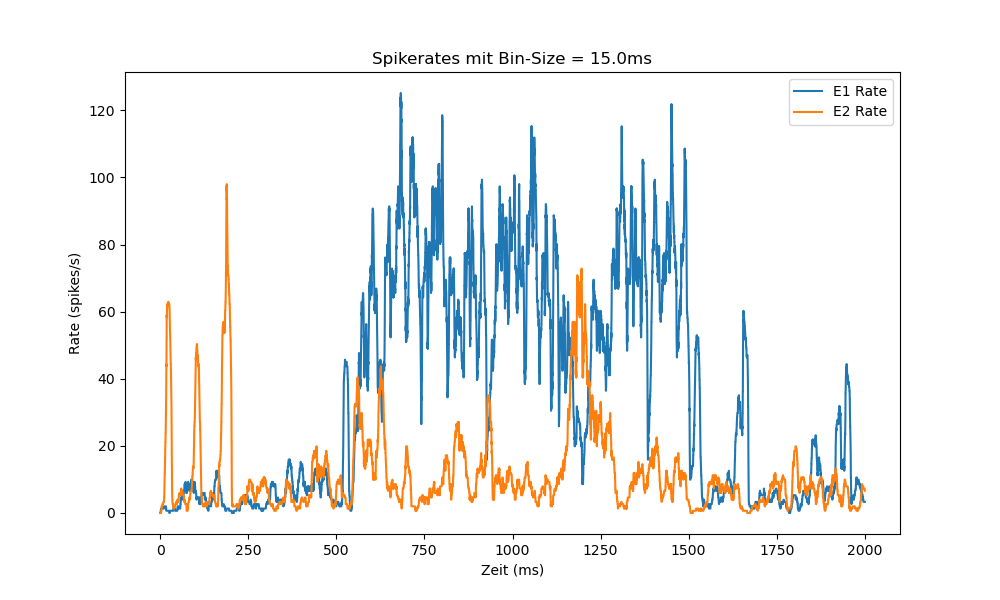 Spikerates mit Bin-Size = 15.0ms
E1 Rate
E2 Rate
Rate (spikes/s)
120
100
80
60
40
20
0
0 250 500 750 1000 1250 1500 1750 2000
Zeit (ms)